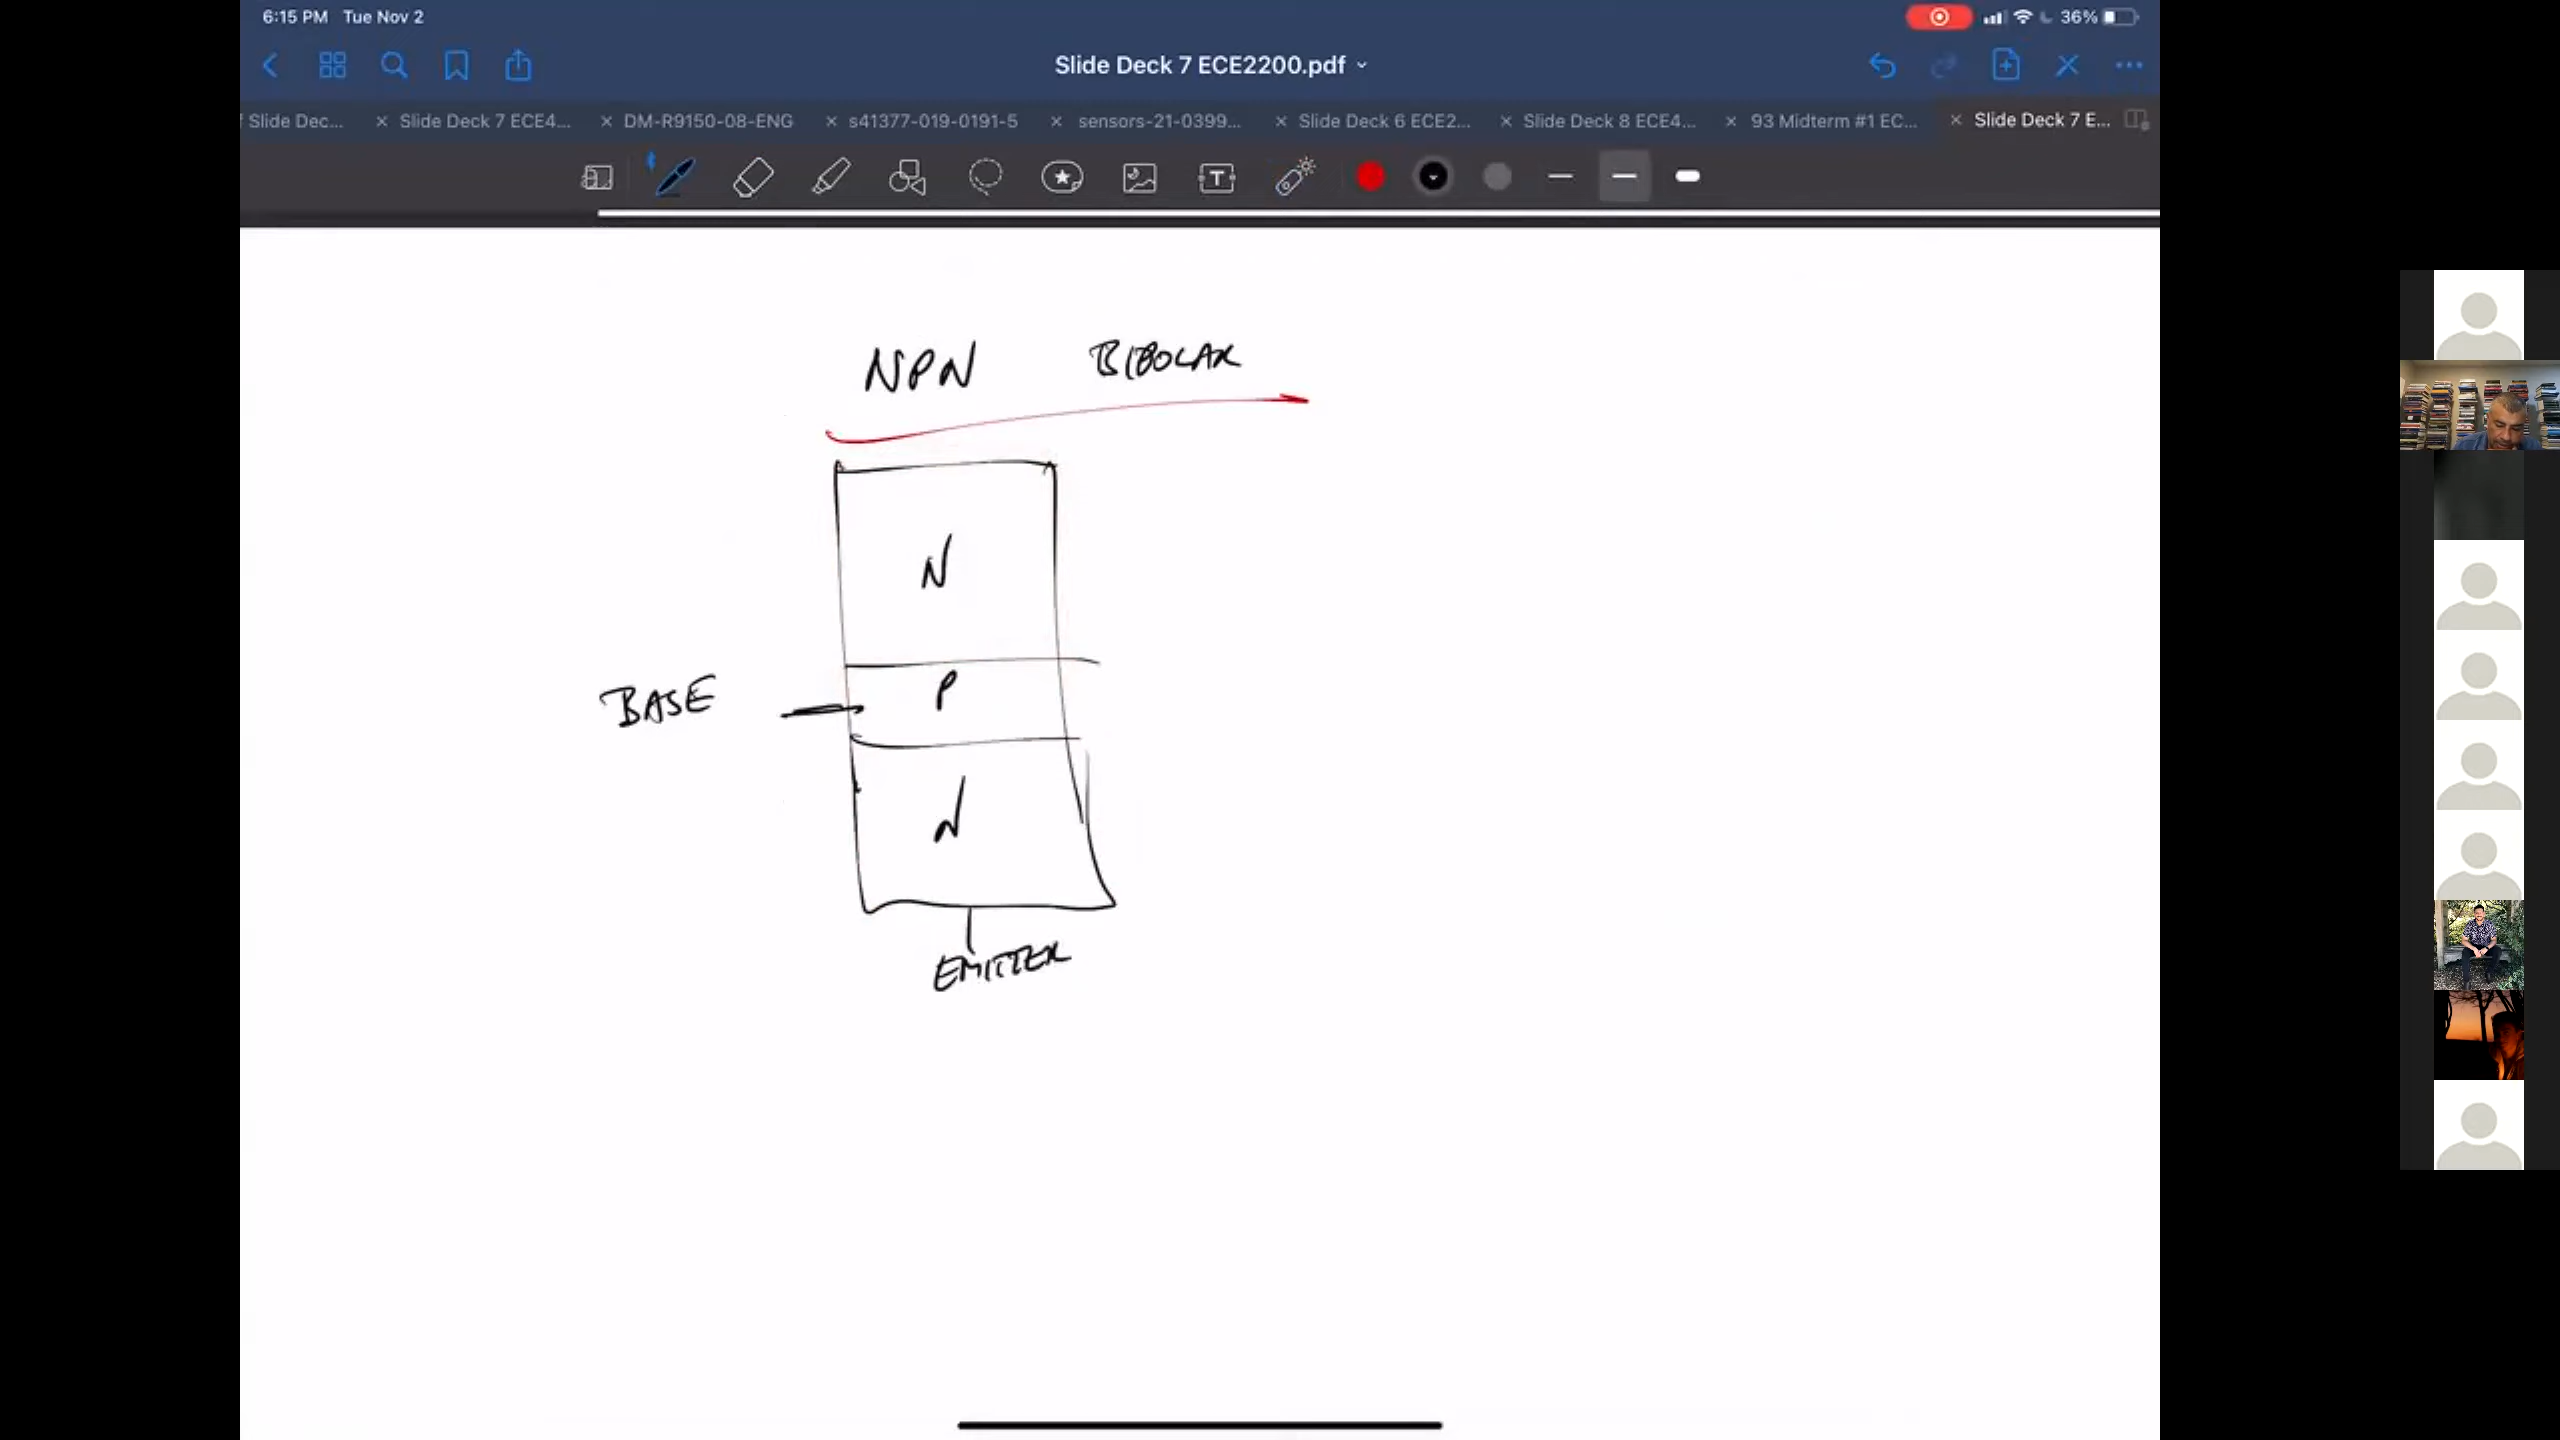 6:15 PM Tue Nov 2
36%
Slide Deck 7 ECE2200.pdf
f Slide Dec... × Slide Deck 7 ECE4... × DM-R9150-08-ENG × s41377-019-0191-5 × sensors-21-0399... × Slide Deck 6 ECE2... × Slide Deck 8 ECE4... × 93 Midterm #1 EC... × Slide Deck 7 E...
T
NPN BIPOLAR
N
BASE P
N
EMITTER